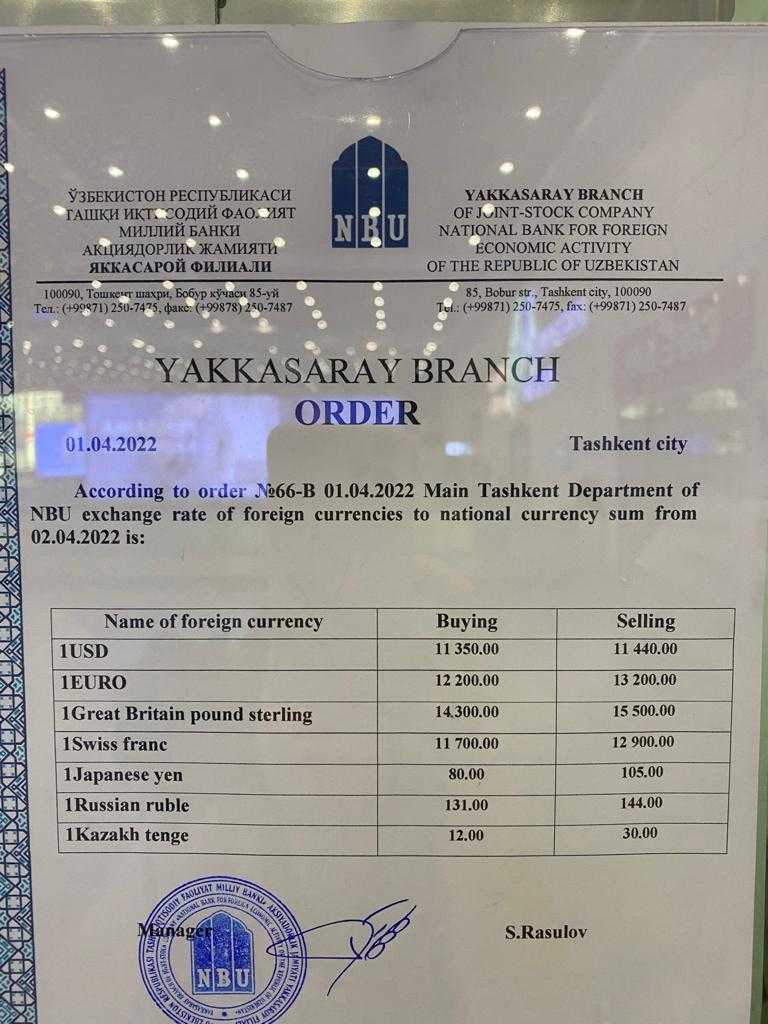 ЎЗБЕКИСТОН РЕСПУБЛИКАСИ
ТАШҚИ ИҚТИСОДИЙ ФАОЛИЯТ
МИЛЛИЙ БАНКИ
АКЦИЯДОРЛИК ЖАМИЯТИ
ЯККАСАРОЙ ФИЛИАЛИ
100090, Тошкент шаҳри, Бобур кўчаси 85-уй
Тел.: (+99871) 250-7475, факс: (+99878) 250-7487
NBU
YAKKASARAY BRANCH
OF JOINT-STOCK COMPANY
NATIONAL BANK FOR FOREIGN
ECONOMIC ACTIVITY
OF THE REPUBLIC OF UZBEKISTAN
85, Bobur str., Tashkent city, 100090
Tel.: (+99871) 250-7475, fax: (+99871) 250-7487
YAKKASARAY BRANCH
ORDER
01.04.2022 Tashkent city
According to order №66-B 01.04.2022 Main Tashkent Department of
NBU exchange rate of foreign currencies to national currency sum from
02.04.2022 is:
Name of foreign currency Buying Selling
1USD 11 350.00 11 440.00
1EURO 12 200.00 13 200.00
1Great Britain pound sterling 14,300.00 15 500.00
1Swiss franc 11 700.00 12 900.00
1Japanese yen 80.00 105.00
1Russian ruble 131.00 144.00
1Kazakh tenge 12.00 30.00
Manager S.Rasulov
NBU